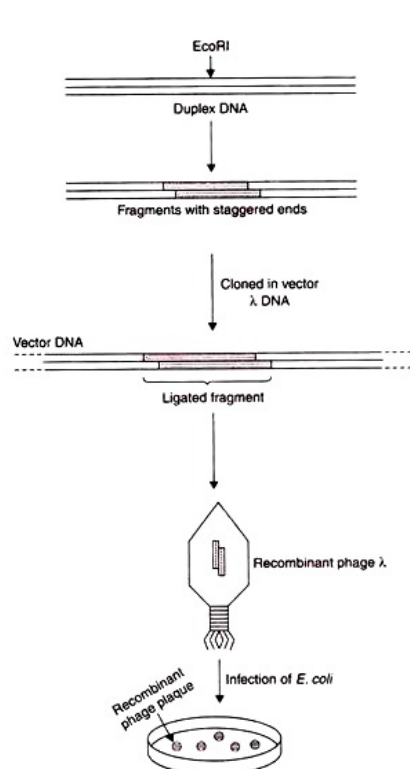 EcoRI
Duplex DNA
Fragments with staggered ends
Cloned in vector
λ DNA
Vector DNA
Ligated fragment
Recombinant phage λ
Infection of E. coli
Recombinant
phage plaque